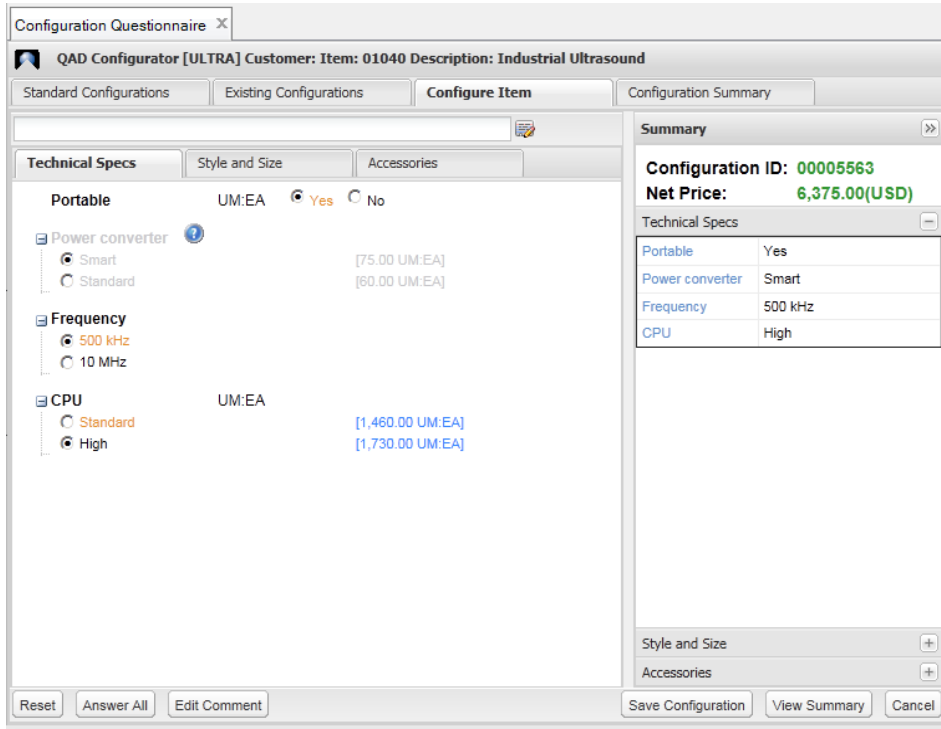 Configuration Questionnaire X
QAD Configurator [ULTRA] Customer: Item: 01040 Description: Industrial Ultrasound
Standard Configurations Existing Configurations Configure Item Configuration Summary
Technical Specs Style and Size Accessories
Portable UM:EA Yes No
Power converter ?
Smart [75.00 UM:EA]
Standard [60.00 UM:EA]
Frequency
500 kHz
10 MHz
CPU UM:EA
Standard [1,460.00 UM:EA]
High [1,730.00 UM:EA]
Summary
Configuration ID: 00005563
Net Price: 6,375.00(USD)
Technical Specs
Portable Yes
Power converter Smart
Frequency 500 kHz
CPU High
Style and Size
Accessories
Reset Answer All Edit Comment Save Configuration View Summary Cancel